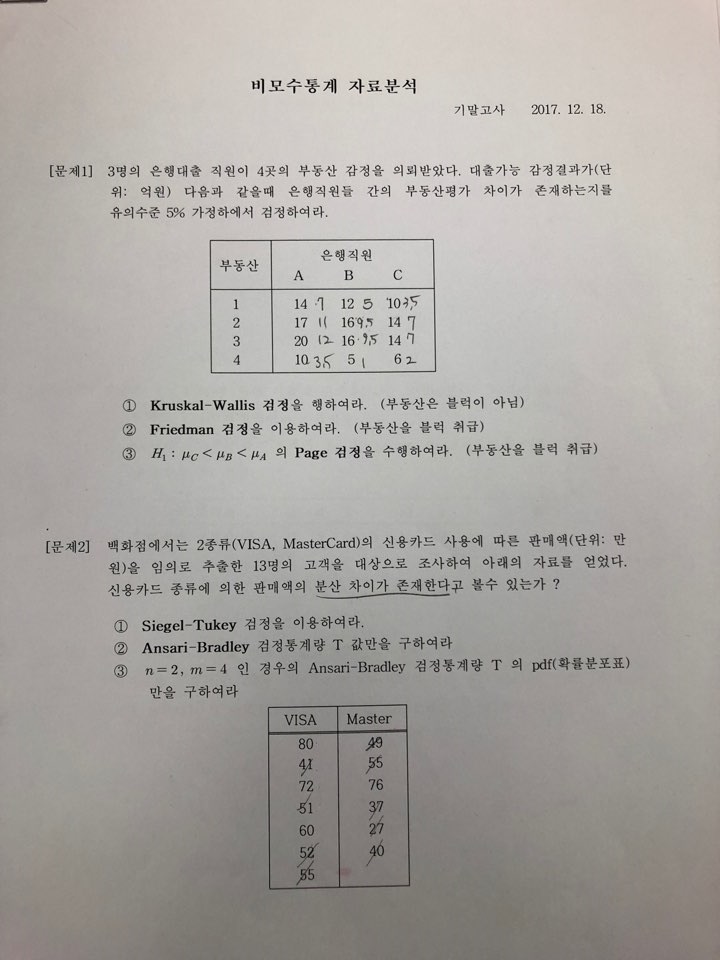 비모수통계 자료분석
기말고사 2017. 12. 18.
[문제1] 3명의 은행대출 직원이 4곳의 부동산 감정을 의뢰받았다. 대출가능 감정결과가(단
위: 억원) 다음과 같을때 은행직원들 간의 부동산평가 차이가 존재하는지를
유의수준 5% 가정하에서 검정하여라.
부동산 은행직원
A B C
1 14 7 12 5 10 3.5
2 17 11 16 9.5 14 7
3 20 12 16 9.5 14 7
4 10 3.5 5 1 6 2
① Kruskal-Wallis 검정을 행하여라. (부동산은 블럭이 아님)
② Friedman 검정을 이용하여라. (부동산을 블럭 취급)
③ H₁ : μ_C < μ_B < μ_A 의 Page 검정을 수행하여라. (부동산을 블럭 취급)
[문제2] 백화점에서는 2종류(VISA, MasterCard)의 신용카드 사용에 따른 판매액(단위: 만
원)을 임의로 추출한 13명의 고객을 대상으로 조사하여 아래의 자료를 얻었다.
신용카드 종류에 의한 판매액의 분산 차이가 존재한다고 볼수 있는가 ?
① Siegel-Tukey 검정을 이용하여라.
② Ansari-Bradley 검정통계량 T 값만을 구하여라
③ n = 2, m = 4 인 경우의 Ansari-Bradley 검정통계량 T 의 pdf(확률분포표)
만을 구하여라
VISA Master
80 49
41 55
72 76
51 37
60 27
52 40
55